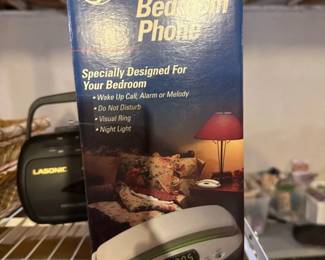 Bedroom
Phone
Specially Designed For
Your Bedroom
• Wake Up Call; Alarm or Melody
• Do Not Disturb
• Visual Ring
• Night Light
LASONIC